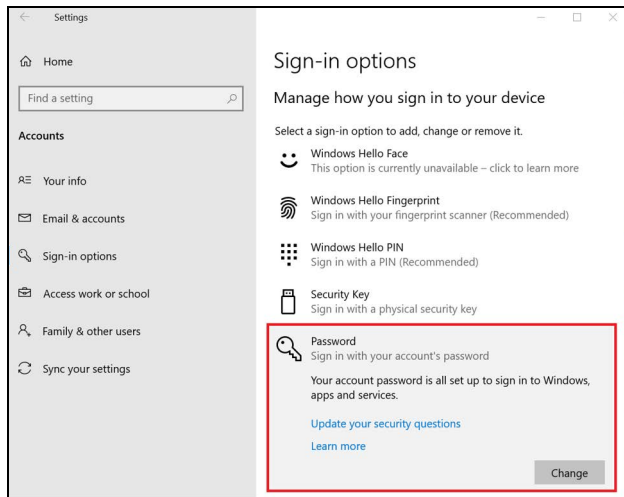 Settings
Home
Find a setting
Accounts
Your info
Email & accounts
Sign-in options
Access work or school
Family & other users
Sync your settings
Sign-in options
Manage how you sign in to your device
Select a sign-in option to add, change or remove it.
Windows Hello Face
This option is currently unavailable – click to learn more
Windows Hello Fingerprint
Sign in with your fingerprint scanner (Recommended)
Windows Hello PIN
Sign in with a PIN (Recommended)
Security Key
Sign in with a physical security key
Password
Sign in with your account's password
Your account password is all set up to sign in to Windows,
apps and services.
Update your security questions
Learn more
Change